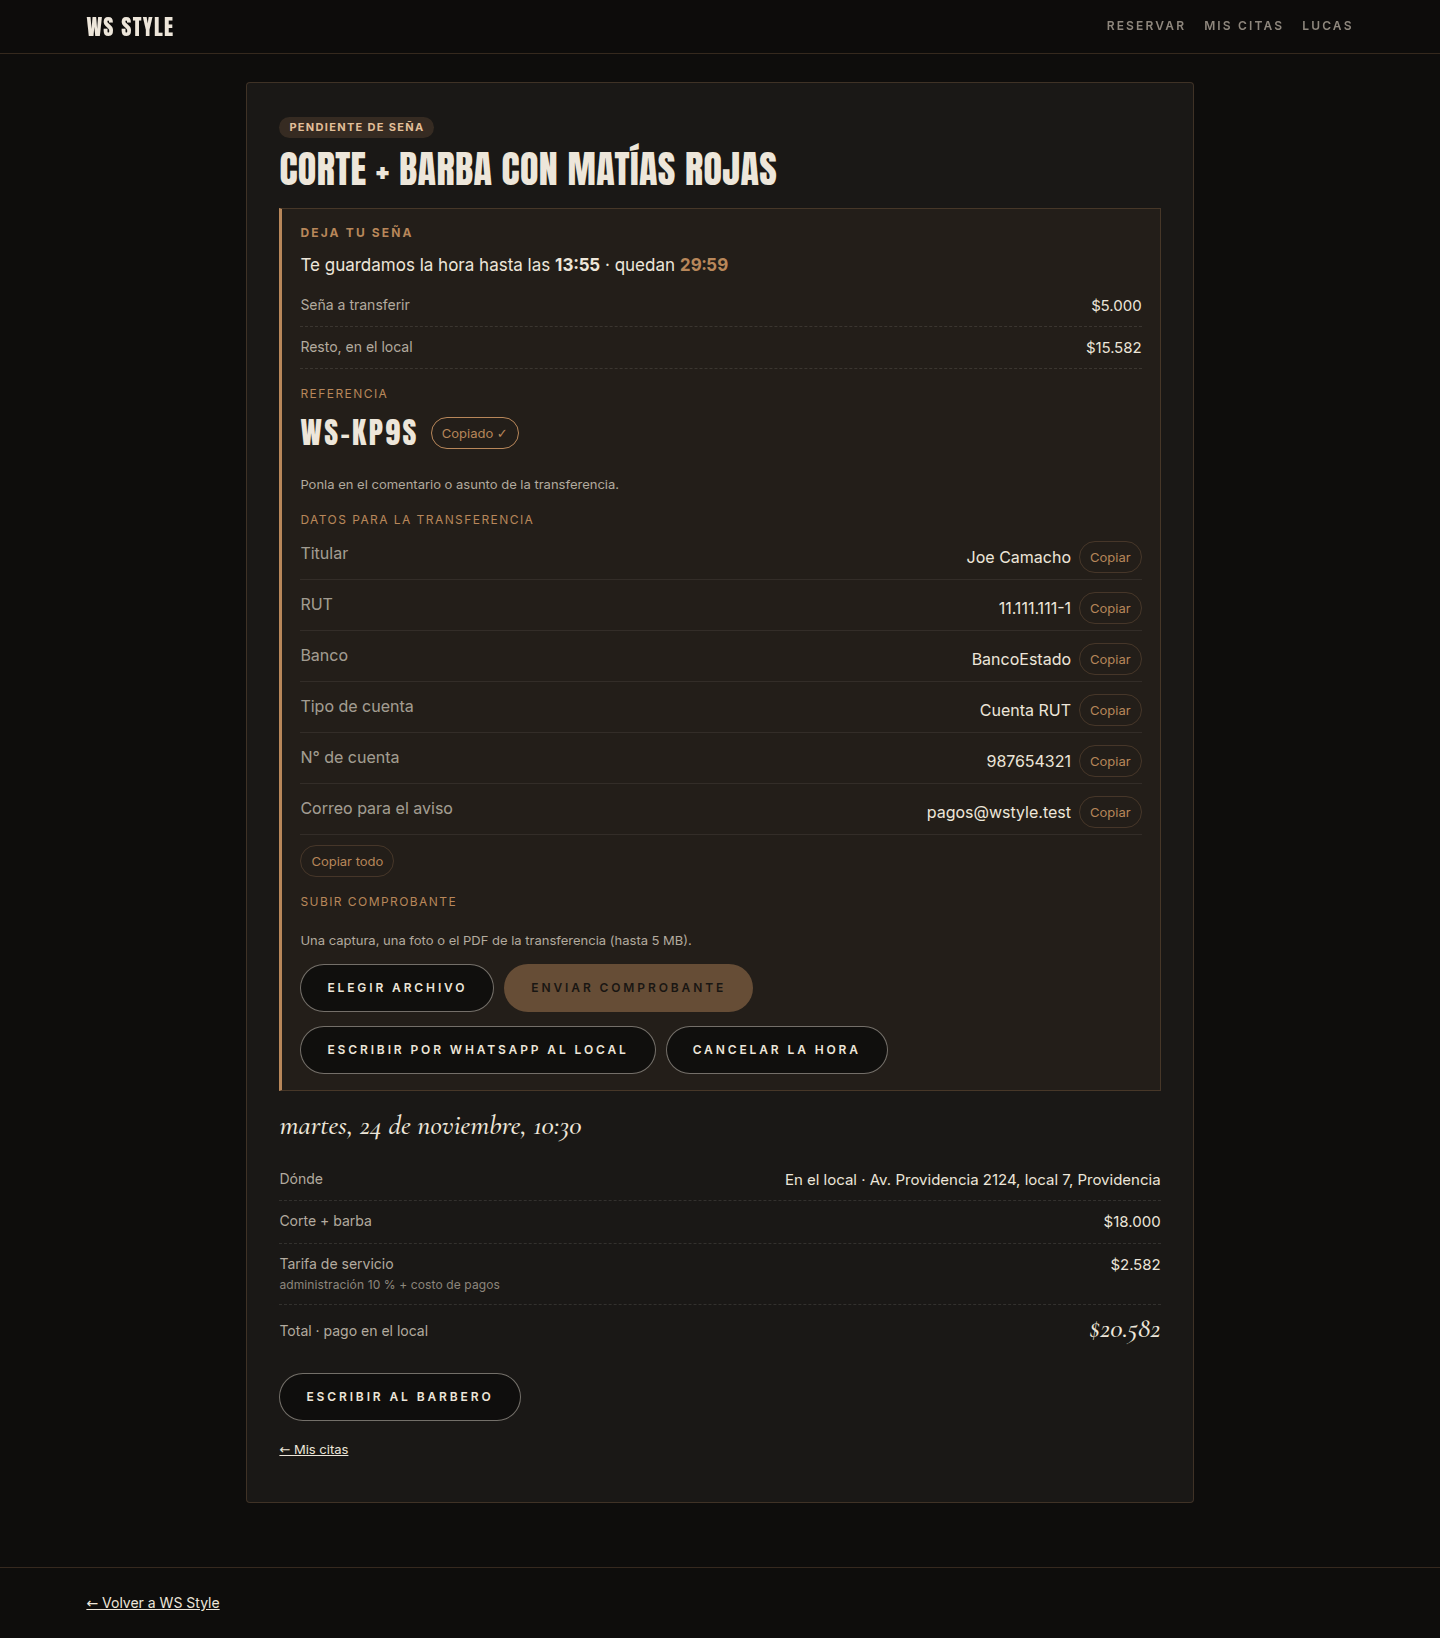 WS STYLE
RESERVAR MIS CITAS LUCAS
PENDIENTE DE SEÑA
CORTE + BARBA CON MATÍAS ROJAS
DEJA TU SEÑA
Te guardamos la hora hasta las 13:55 · quedan 29:59
Seña a transferir $5.000
Resto, en el local $15.582
REFERENCIA
WS-KP9S Copiado ✓
Ponla en el comentario o asunto de la transferencia.
DATOS PARA LA TRANSFERENCIA
Titular Joe Camacho Copiar
RUT 11.111.111-1 Copiar
Banco BancoEstado Copiar
Tipo de cuenta Cuenta RUT Copiar
N° de cuenta 987654321 Copiar
Correo para el aviso pagos@wstyle.test Copiar
Copiar todo
SUBIR COMPROBANTE
Una captura, una foto o el PDF de la transferencia (hasta 5 MB).
ELEGIR ARCHIVO ENVIAR COMPROBANTE
ESCRIBIR POR WHATSAPP AL LOCAL CANCELAR LA HORA
martes, 24 de noviembre, 10:30
Dónde En el local · Av. Providencia 2124, local 7, Providencia
Corte + barba $18.000
Tarifa de servicio $2.582
administración 10 % + costo de pagos
Total · pago en el local $20.582
ESCRIBIR AL BARBERO
← Mis citas
← Volver a WS Style